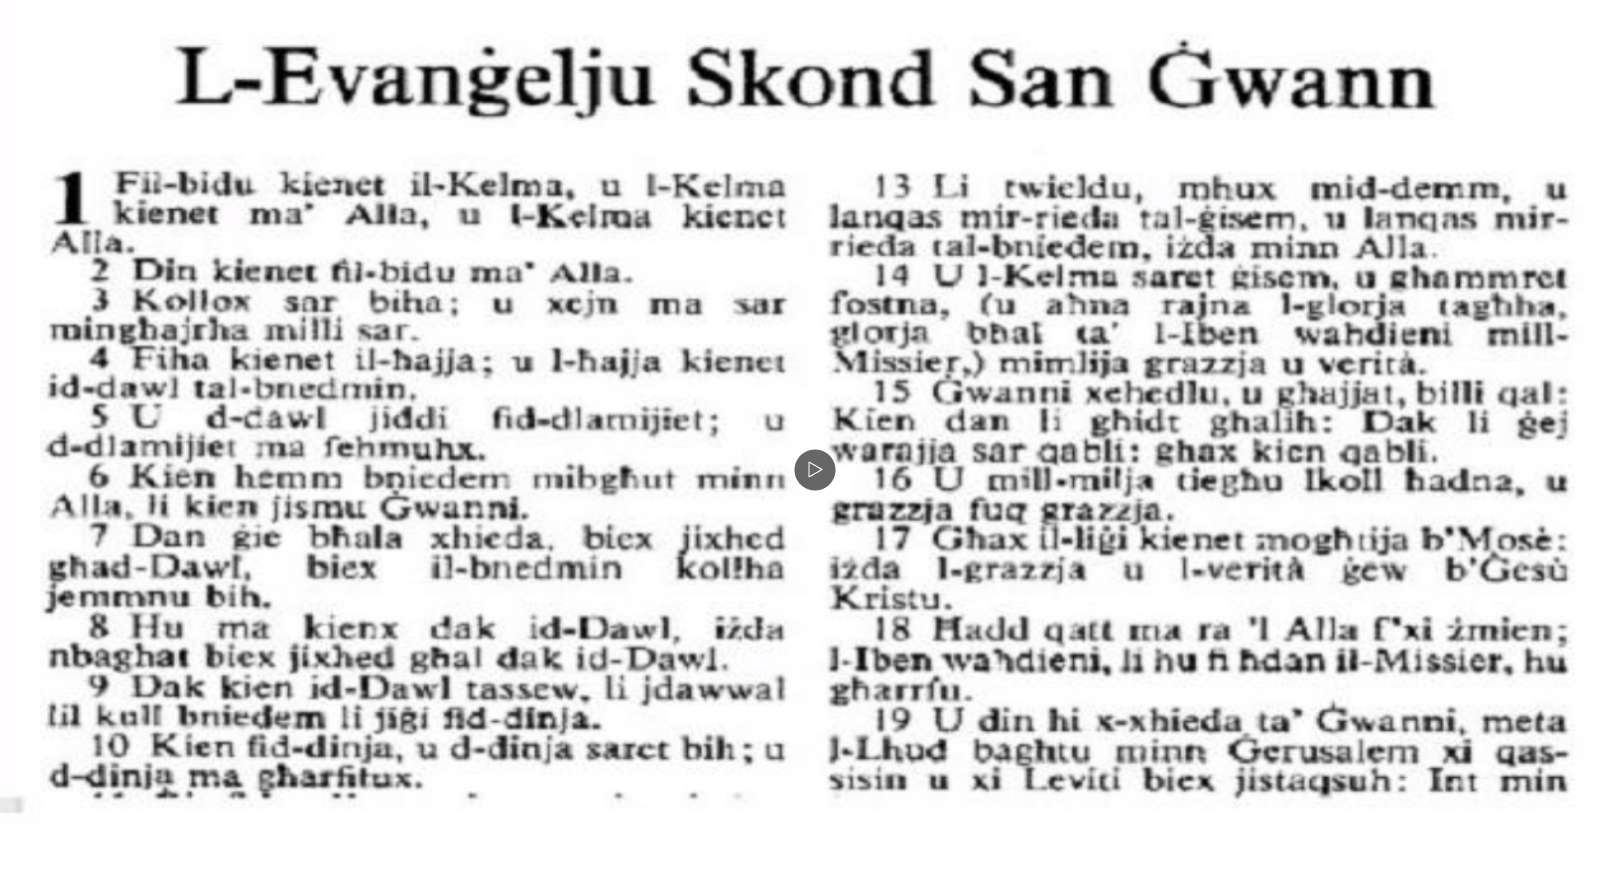 L-Evanġelju Skond San Ġwann
1 Fil-bidu kienet il-Kelma, u l-Kelma
kienet ma' Alla, u l-Kelma kienet
Alla.
2 Din kienet fil-bidu ma' Alla.
3 Kollox sar biha; u xejn ma sar
mingħajrha milli sar.
4 Fiha kienet il-ħajja; u l-ħajja kienet
id-dawl tal-bnedmin.
5 U d-dawl jiddi fid-dlamijiet; u
d-dlamijiet ma fehmuhx.
6 Kien hemm bniedem mibgħut minn
Alla, li kien jismu Ġwanni.
7 Dan ġie bħala xhieda, biex jixhed
għad-Dawl, biex il-bnedmin kollha
jemmnu bih.
8 Hu ma kienx dak id-Dawl, iżda
nbagħat biex jixhed għal dak id-Dawl.
9 Dak kien id-Dawl tassew, li jdawwal
lil kull bniedem li jiġi fid-dinja.
10 Kien fid-dinja, u d-dinja saret bih; u
d-dinja ma għarfitux.
13 Li twieldu, mhux mid-demm, u
lanqas mir-rieda tal-ġisem, u lanqas mir-
rieda tal-bniedem, iżda minn Alla.
14 U l-Kelma saret ġisem, u għammret
fostna, (u aħna rajna l-glorja tagħha,
glorja bħal ta' l-Iben waħdieni mill-
Missier,) mimlija grazzja u verità.
15 Ġwanni xehedlu, u għajjat, billi qal:
Kien dan li għidt għalih: Dak li ġej
warajja sar qabli: għax kien qabli.
16 U mill-milja tiegħu lkoll ħadna, u
grazzja fuq grazzja.
17 Għax il-liġi kienet mogħtija b'Mosè:
iżda l-grazzja u l-verità ġew b'Ġesù
Kristu.
18 Ħadd qatt ma ra 'l Alla f'xi żmien;
l-Iben waħdieni, li hu fi ħdan il-Missier, hu
għarrfu.
19 U din hi x-xhieda ta' Ġwanni, meta
l-Lhud bagħtu minn Ġerusalem xi qas-
sisin u xi Leviti biex jistaqsuh: Int min